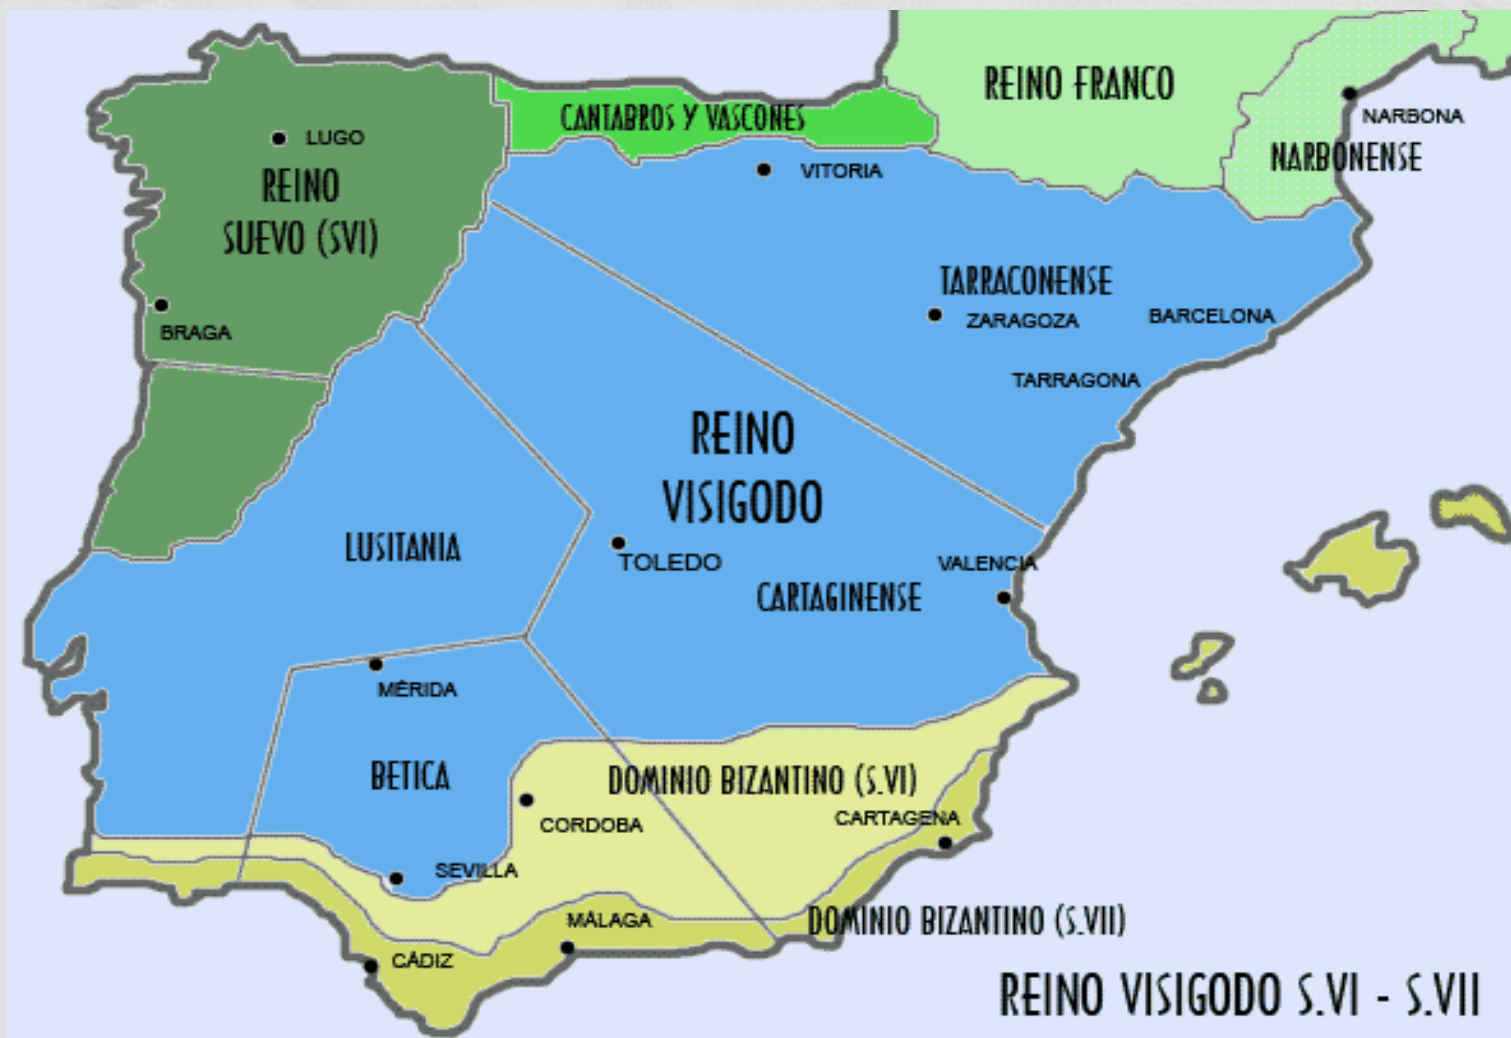 REINO FRANCO
CANTABROS Y VASCONES
NARBONA
LUGO
NARBONENSE
VITORIA
REINO
SUEVO (SVI)
TARRACONENSE
ZARAGOZA
BARCELONA
BRAGA
TARRAGONA
REINO
VISIGODO
LUSITANIA
TOLEDO
VALENCIA
CARTAGINENSE
MÉRIDA
BETICA
DOMINIO BIZANTINO (S.VI)
CORDOBA
CARTAGENA
SEVILLA
MÁLAGA
DOMINIO BIZANTINO (S.VII)
CÁDIZ
REINO VISIGODO S.VI - S.VII